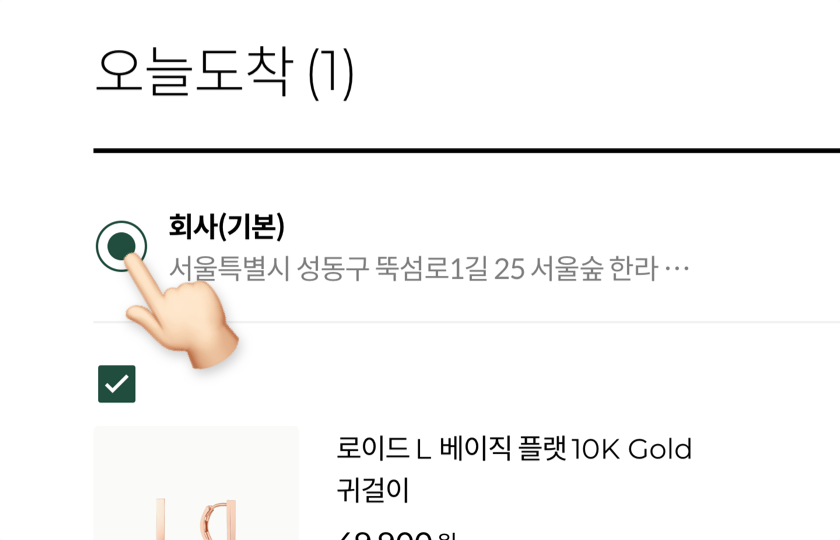 오늘도착 (1)
회사(기본)
서울특별시 성동구 뚝섬로1길 25 서울숲 한라 ···
로이드 L 베이직 플랫 10K Gold
귀걸이